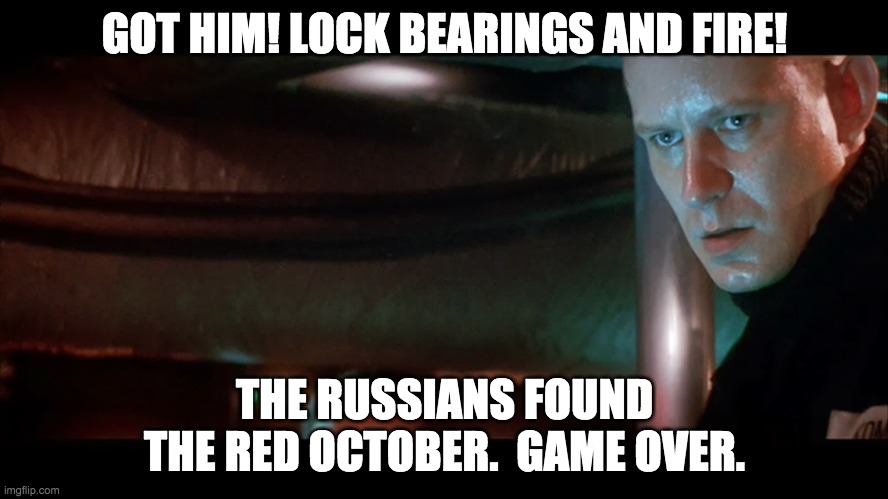 GOT HIM! LOCK BEARINGS AND FIRE!
THE RUSSIANS FOUND
THE RED OCTOBER.  GAME OVER.
imgflip.com